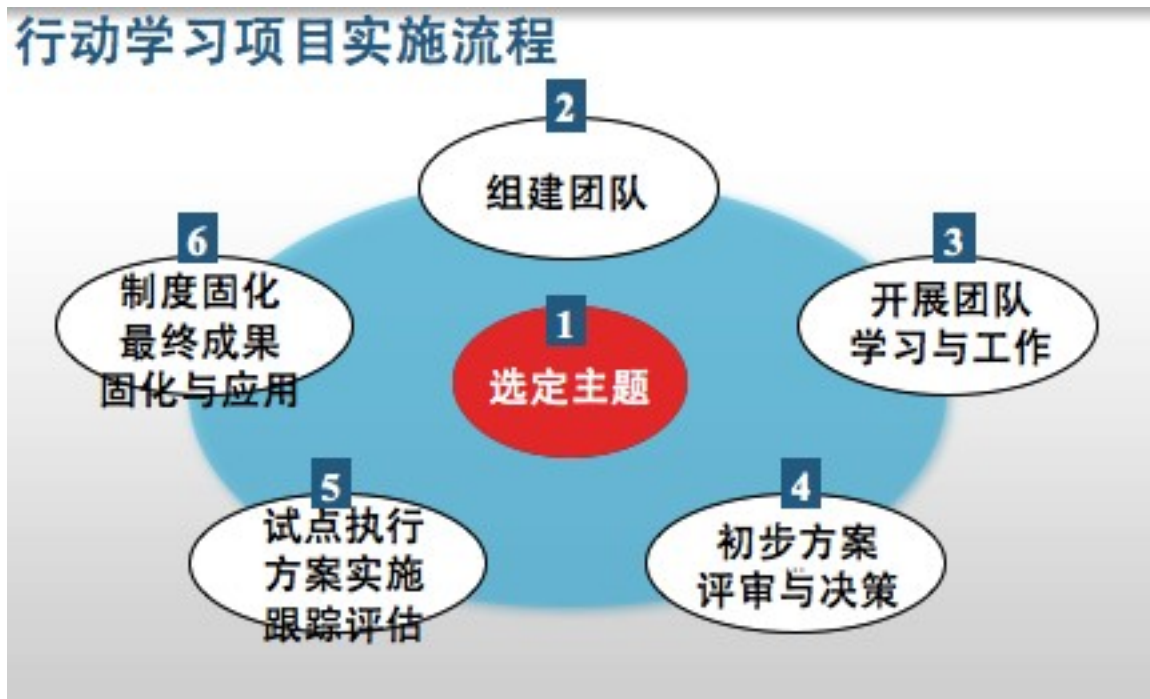 行动学习项目实施流程
1
选定主题
2
组建团队
3
开展团队
学习与工作
4
初步方案
评审与决策
5
试点执行
方案实施
跟踪评估
6
制度固化
最终成果
固化与应用